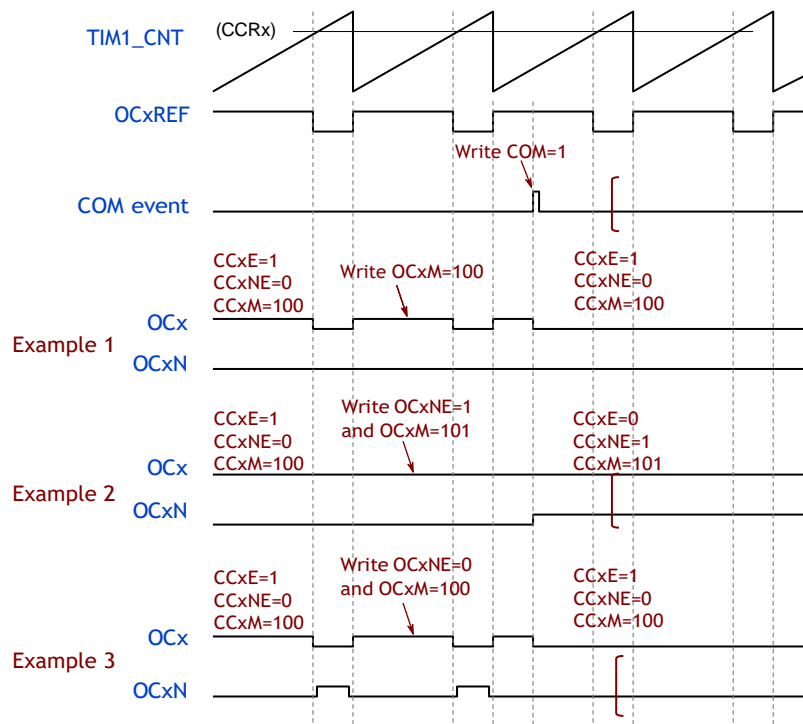 TIM1_CNT
(CCRx)
OCxREF
Write COM=1
COM event
CCxE=1
CCxNE=0
CCxM=100
Write OCxM=100
CCxE=1
CCxNE=0
CCxM=100
OCx
Example 1
OCxN
CCxE=1
CCxNE=0
CCxM=100
Write OCxNE=1
and OCxM=101
CCxE=0
CCxNE=1
CCxM=101
OCx
Example 2
OCxN
CCxE=1
CCxNE=0
CCxM=100
Write OCxNE=0
and OCxM=100
CCxE=1
CCxNE=0
CCxM=100
OCx
Example 3
OCxN